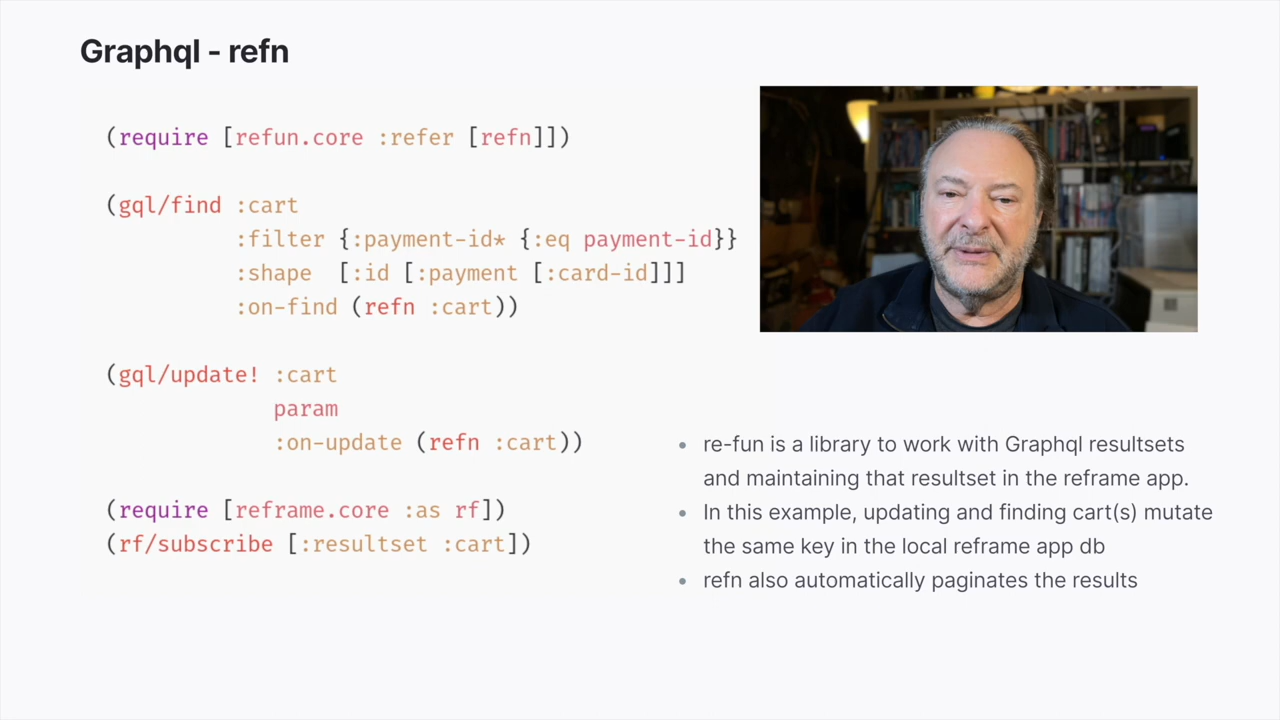 Graphql - refn
(require [refun.core :refer [refn]])
(gql/find :cart
:filter {:payment-id* {:eq payment-id}}
:shape [:id [:payment [:card-id]]]
:on-find (refn :cart))
(gql/update! :cart
param
:on-update (refn :cart))
(require [reframe.core :as rf])
(rf/subscribe [:resultset :cart])
• re-fun is a library to work with Graphql resultsets
and maintaining that resultset in the reframe app.
• In this example, updating and finding cart(s) mutate
the same key in the local reframe app db
• refn also automatically paginates the results